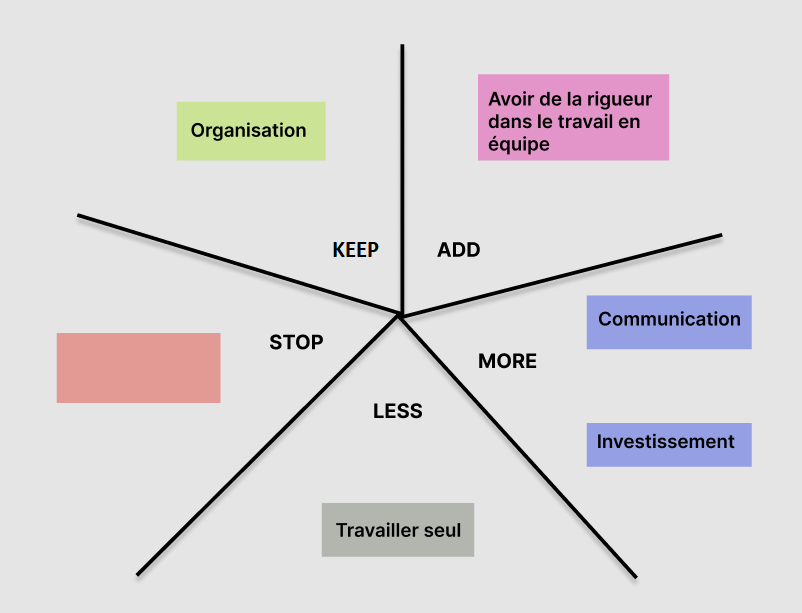 Organisation
Avoir de la rigueur
dans le travail en
équipe
KEEP
ADD
STOP
MORE
Communication
LESS
Investissement
Travailler seul